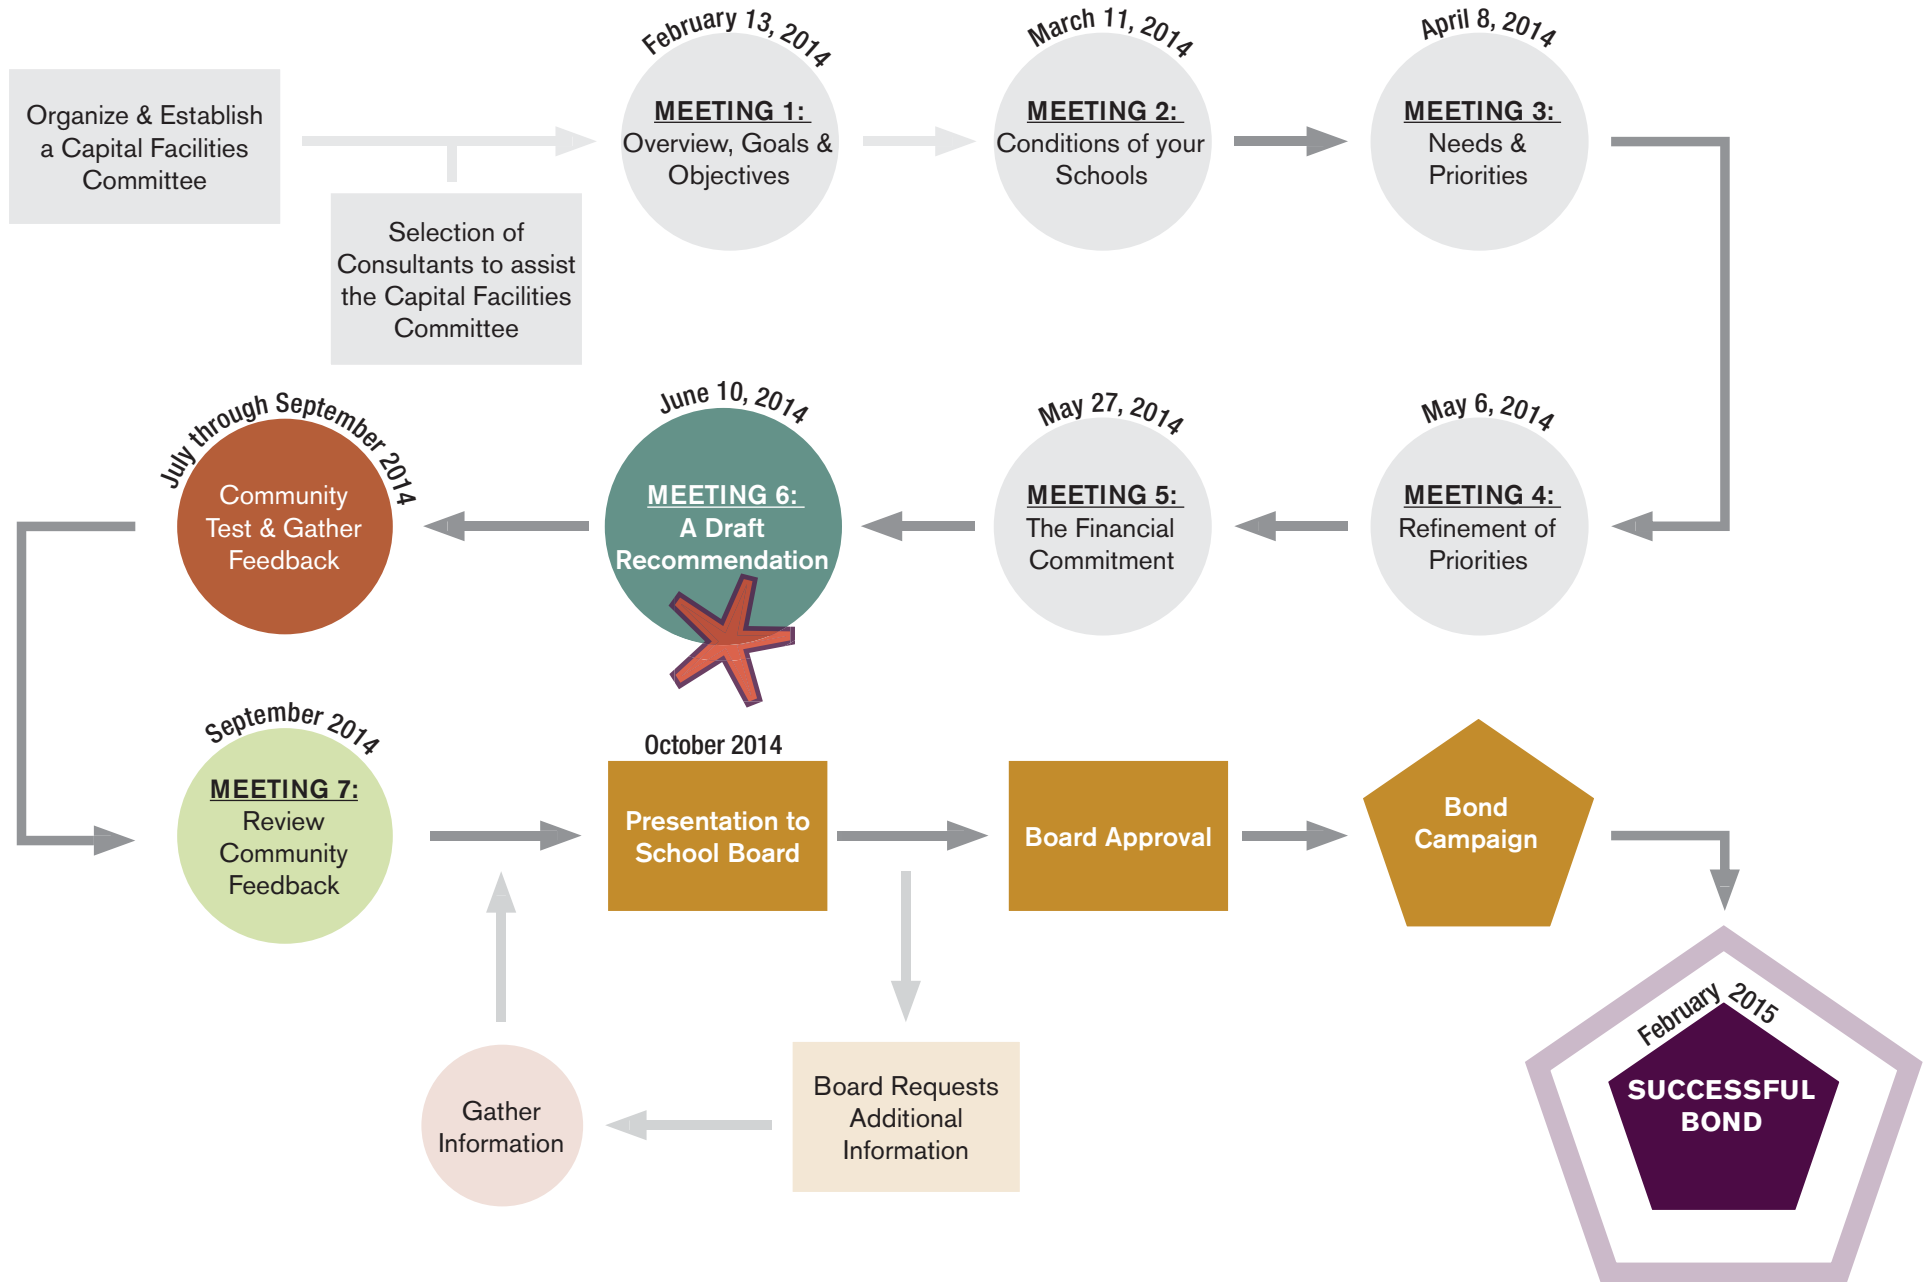 Organize & Establish
a Capital Facilities
Committee
Selection of
Consultants to assist
the Capital Facilities
Committee
February 13, 2014
MEETING 1:
Overview, Goals &
Objectives
March 11, 2014
MEETING 2:
Conditions of your
Schools
April 8, 2014
MEETING 3:
Needs &
Priorities
May 6, 2014
MEETING 4:
Refinement of
Priorities
May 27, 2014
MEETING 5:
The Financial
Commitment
June 10, 2014
MEETING 6:
A Draft
Recommendation
July through September 2014
Community
Test & Gather
Feedback
September 2014
MEETING 7:
Review
Community
Feedback
October 2014
Presentation to
School Board
Board Approval
Bond
Campaign
Board Requests
Additional
Information
Gather
Information
February 2015
SUCCESSFUL
BOND